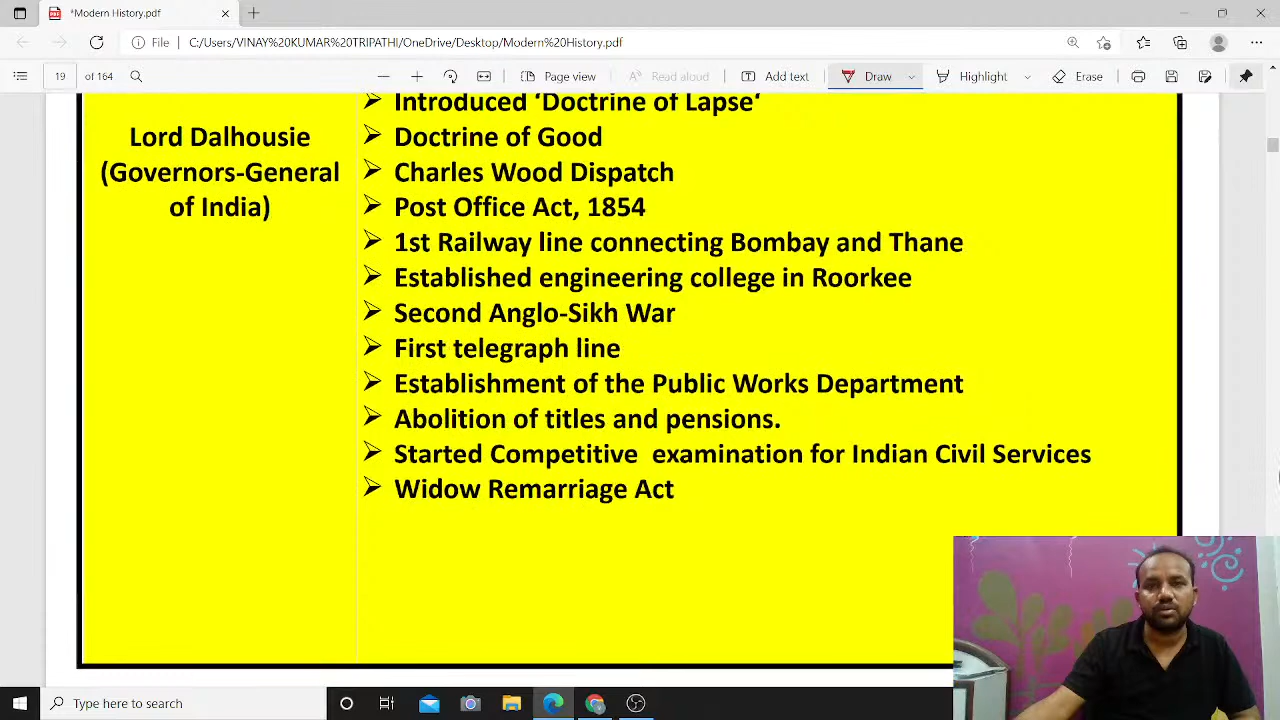 *Modern History.pdf
File
C:/Users/VINAY%20KUMAR%20TRIPATHI/OneDrive/Desktop/Modern%20History.pdf
19 of 164
Page view
Read aloud
Add text
Draw
Highlight
Erase
Lord Dalhousie
(Governors-General
of India)
Introduced ‘Doctrine of Lapse‘
Doctrine of Good
Charles Wood Dispatch
Post Office Act, 1854
1st Railway line connecting Bombay and Thane
Established engineering college in Roorkee
Second Anglo-Sikh War
First telegraph line
Establishment of the Public Works Department
Abolition of titles and pensions.
Started Competitive examination for Indian Civil Services
Widow Remarriage Act
Type here to search